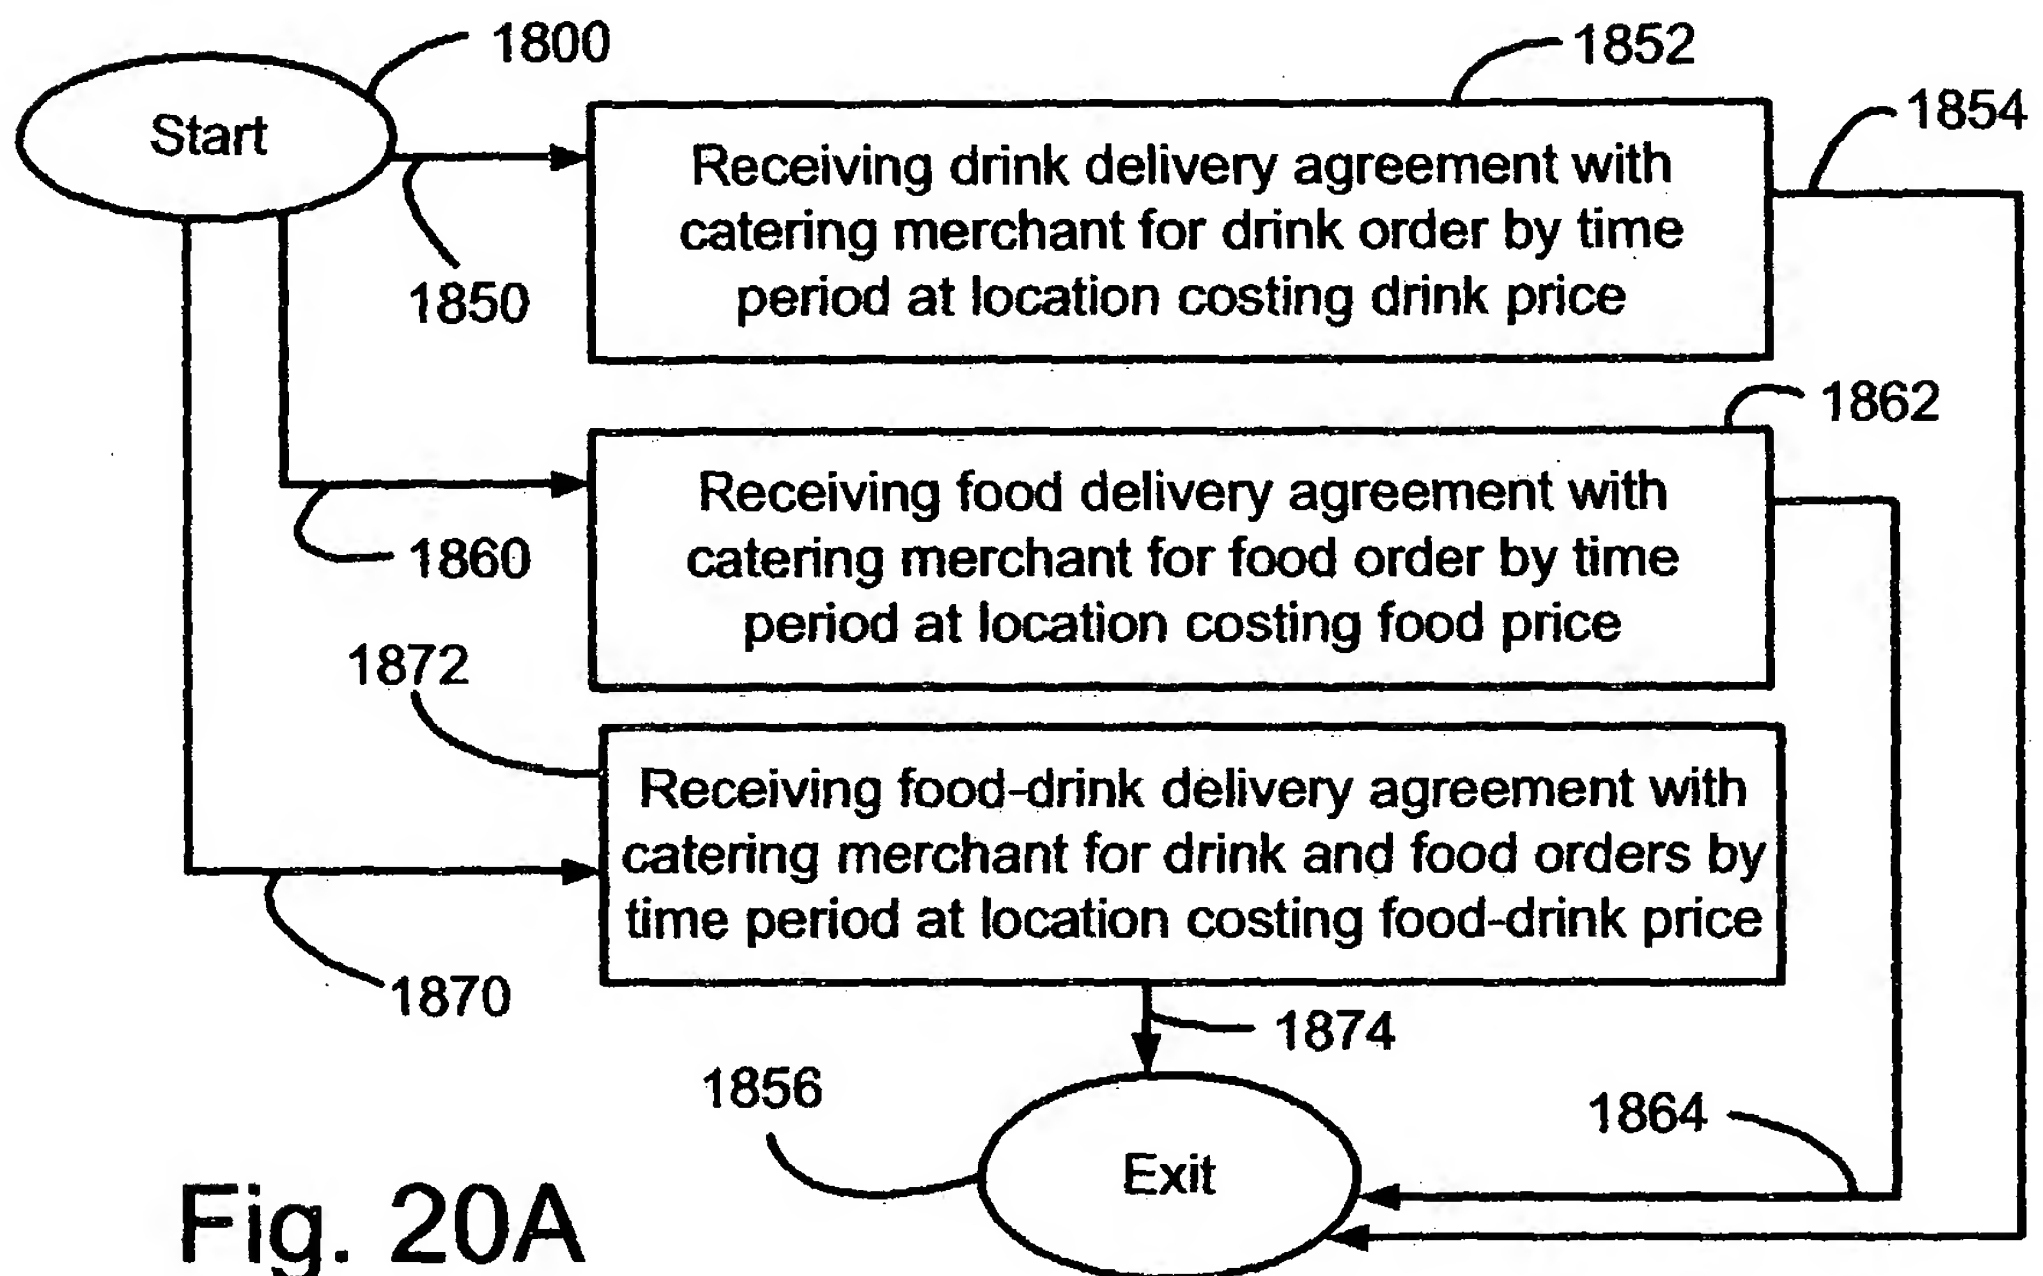 1800
1852
1854
Start
Receiving drink delivery agreement with
catering merchant for drink order by time
period at location costing drink price
1850
1862
Receiving food delivery agreement with
catering merchant for food order by time
period at location costing food price
1860
1872
Receiving food-drink delivery agreement with
catering merchant for drink and food orders by
time period at location costing food-drink price
1870
1874
1856
1864
Exit
Fig. 20A